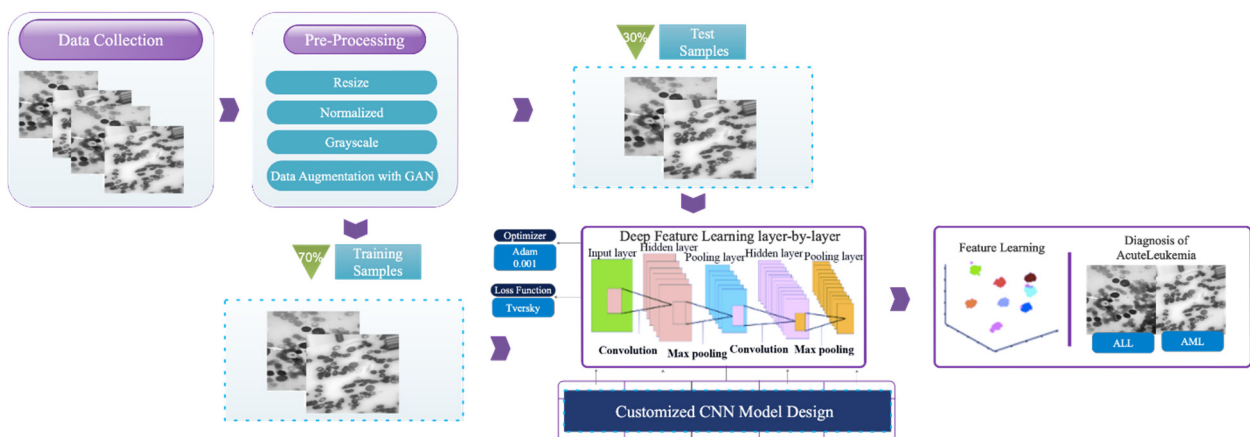 Data Collection
Pre-Processing
Resize
Normalized
Grayscale
Data Augmentation with GAN
30%
Test
Samples
70%
Training
Samples
Optimizer
Adam
0.001
Loss Function
Tversky
Deep Feature Learning layer-by-layer
Input layer
Hidden layer
Pooling layer
Hidden layer
Pooling layer
Convolution
Max pooling
Convolution
Max pooling
Customized CNN Model Design
Feature Learning
Diagnosis of
AcuteLeukemia
ALL
AML